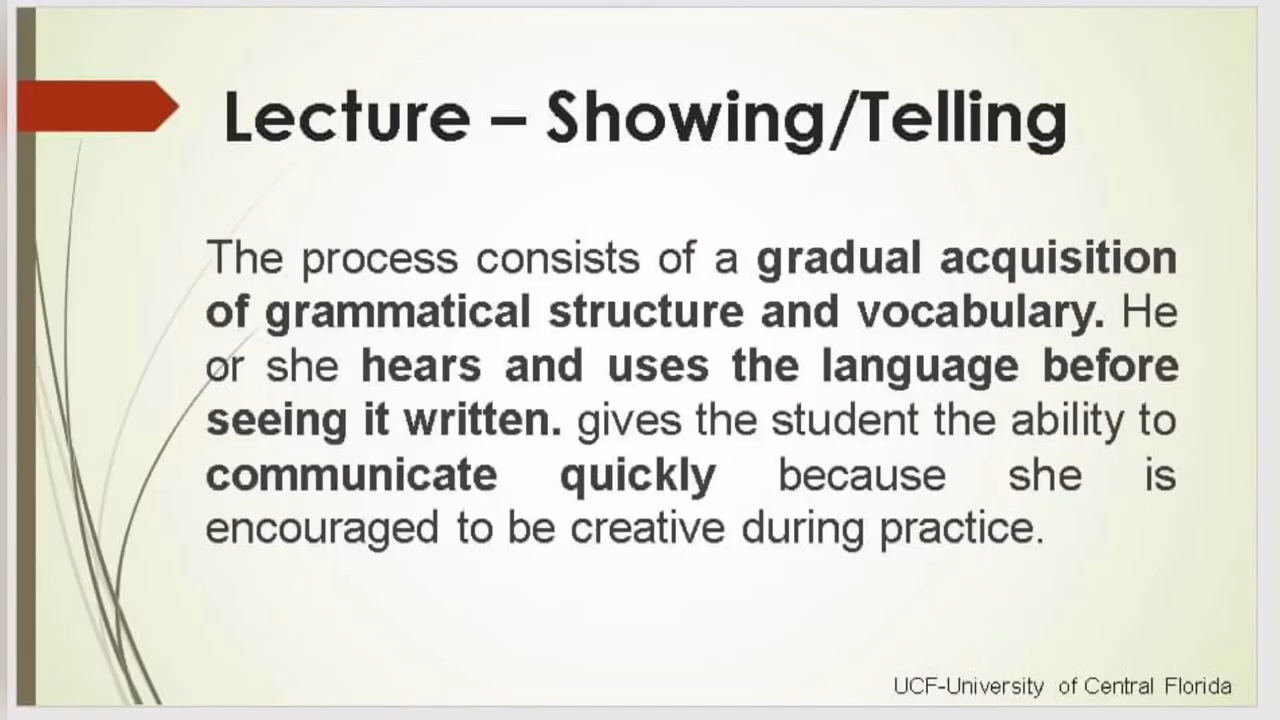 Lecture – Showing/Telling
The process consists of a gradual acquisition
of grammatical structure and vocabulary. He
or she hears and uses the language before
seeing it written. gives the student the ability to
communicate quickly because she is
encouraged to be creative during practice.
UCF-University of Central Florida